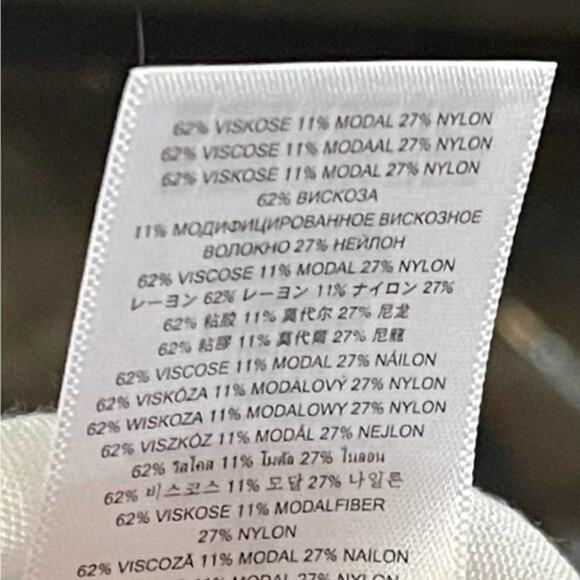 62% VISKOSE 11% MODAL 27% NYLON
62% VISCOSE 11% MODAAL 27% NYLON
62% VISKOSE 11% MODAL 27% NYLON
62% ВИСКОЗА
11% МОДИФИЦИРОВАННОЕ ВИСКОЗНОЕ
ВОЛОКНО 27% НЕЙЛОН
62% VISCOSE 11% MODAL 27% NYLON
レーヨン 62% レーヨン 11% ナイロン 27%
62% 粘胶 11% 莫代尔 27% 尼龙
62% 粘膠 11% 莫代爾 27% 尼龍
62% VISCOSE 11% MODAL 27% NÁILON
62% VISKÓZA 11% MODALOVÝ 27% NYLON
62% WISKOZA 11% MODALOWY 27% NYLON
62% VISZKÓZ 11% MODÁL 27% NEJLON
62% วิสโคส 11% โมดัล 27% ไนลอน
62% 비스코스 11% 모달 27% 나일론
62% VISKOSE 11% MODALFIBER
27% NYLON
62% VISCOZĂ 11% MODAL 27% NAILON
11% MODAL 27% NYLON